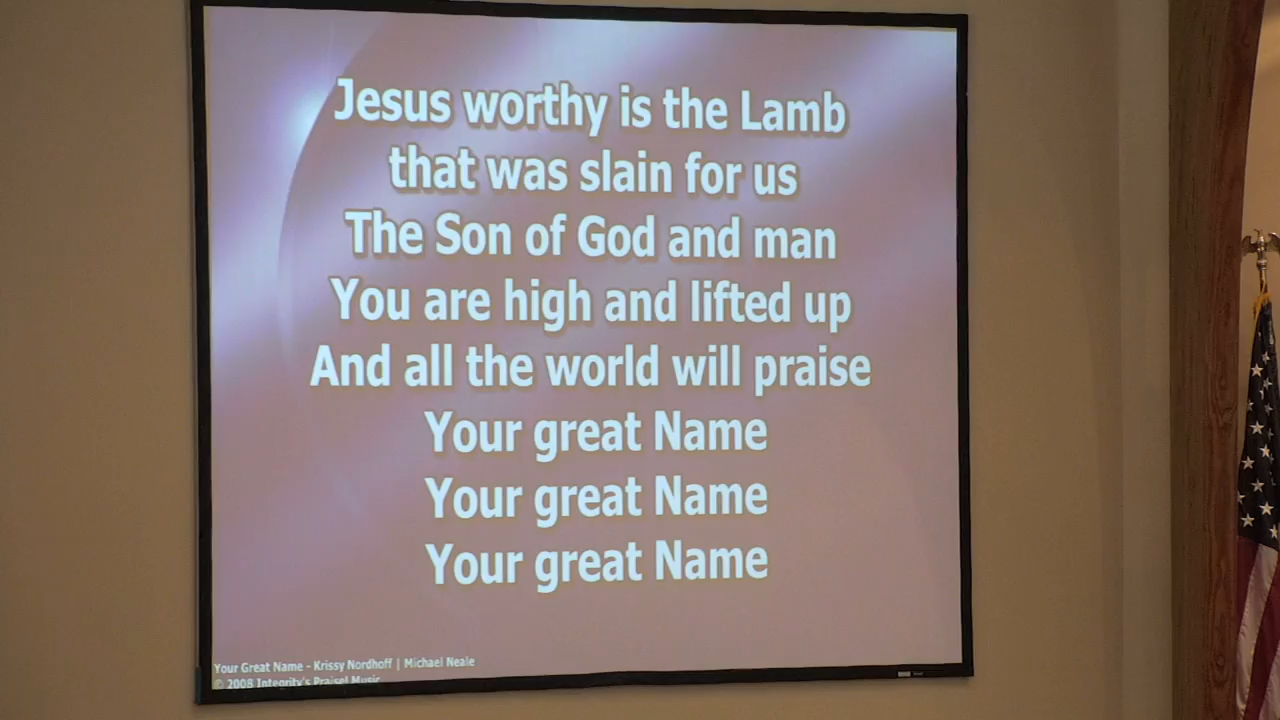 Jesus worthy is the Lamb
that was slain for us
The Son of God and man
You are high and lifted up
And all the world will praise
Your great Name
Your great Name
Your great Name
Your Great Name - Krissy Nordhoff | Michael Neale
© 2008 Integrity's Praise! Music